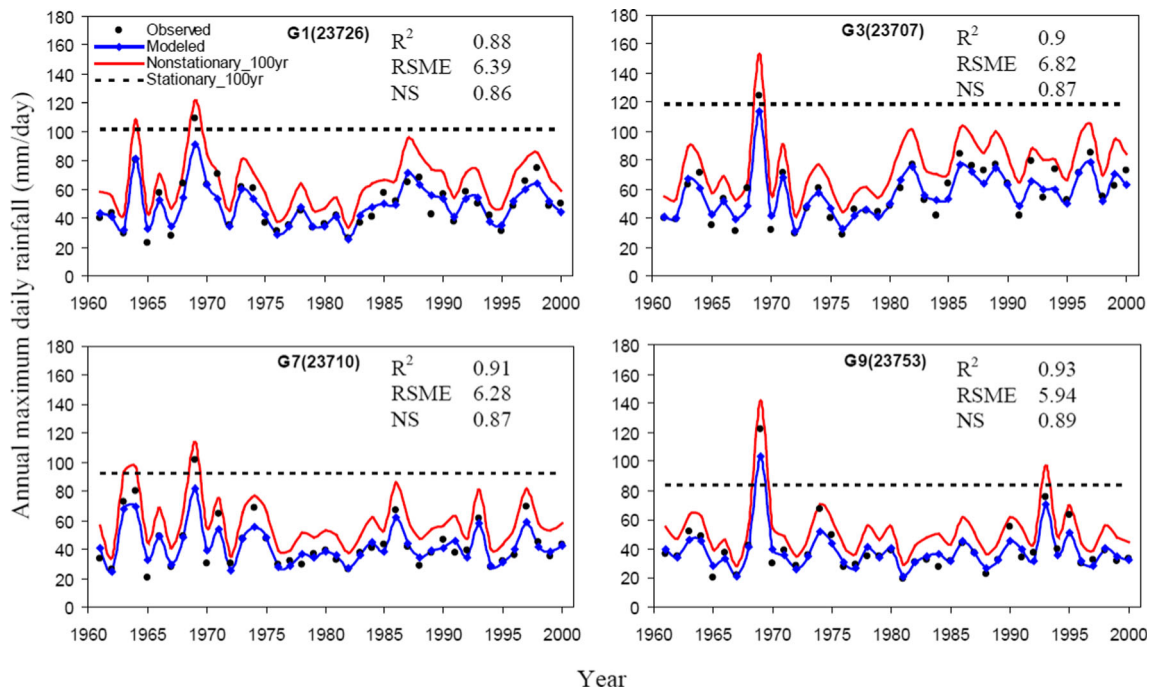 Annual maximum daily rainfall (mm/day)
180
160
140
120
100
80
60
40
20
0
Observed
Modeled
Nonstationary_100yr
Stationary_100yr
G1(23726)
R2 0.88
RSME 6.39
NS 0.86
1960 1965 1970 1975 1980 1985 1990 1995 2000
180
160
140
120
100
80
60
40
20
0
G3(23707)
R2 0.9
RSME 6.82
NS 0.87
1960 1965 1970 1975 1980 1985 1990 1995 2000
180
160
140
120
100
80
60
40
20
0
G7(23710)
R2 0.91
RSME 6.28
NS 0.87
1960 1965 1970 1975 1980 1985 1990 1995 2000
180
160
140
120
100
80
60
40
20
0
G9(23753)
R2 0.93
RSME 5.94
NS 0.89
1960 1965 1970 1975 1980 1985 1990 1995 2000
Year